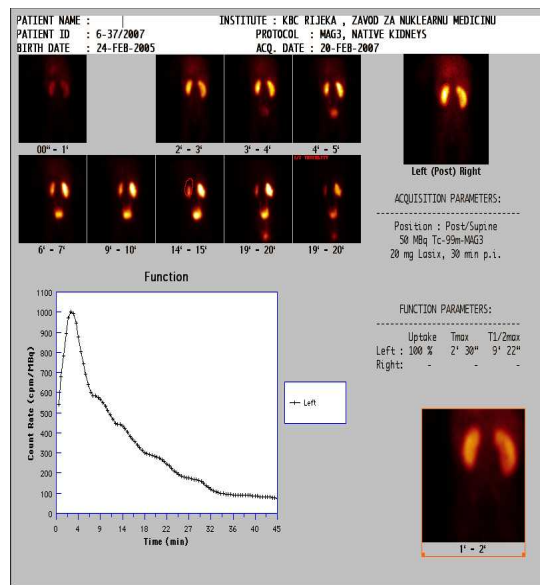 PATIENT NAME : INSTITUTE : KBC RIJEKA , ZAVOD ZA NUKLEARNU MEDICINU
PATIENT ID : 6-37/2007 PROTOCOL : MAG3, NATIVE KIDNEYS
BIRTH DATE : 24-FEB-2005 ACQ. DATE : 20-FEB-2007
00" - 1' 2' - 3' 3' - 4' 4' - 5'
Left (Post) Right
6' - 7' 9' - 10' 14' - 15' 19' - 20' 19' - 20'
ACQUISITION PARAMETERS:
Position : Post/Supine
50 MBq Tc-99m-MAG3
20 mg Lasix, 30 min p.i.
Function
1100
1000
900
800
700
600
500
400
300
200
100
0
Count Rate (cpm/MBq)
0 4 9 14 18 22 27 32 36 40 45
Time (min)
Left
FUNCTION PARAMETERS:
Uptake Tmax T1/2max
Left : 100 % 2' 30" 9' 22"
Right: - - -
1' - 2'